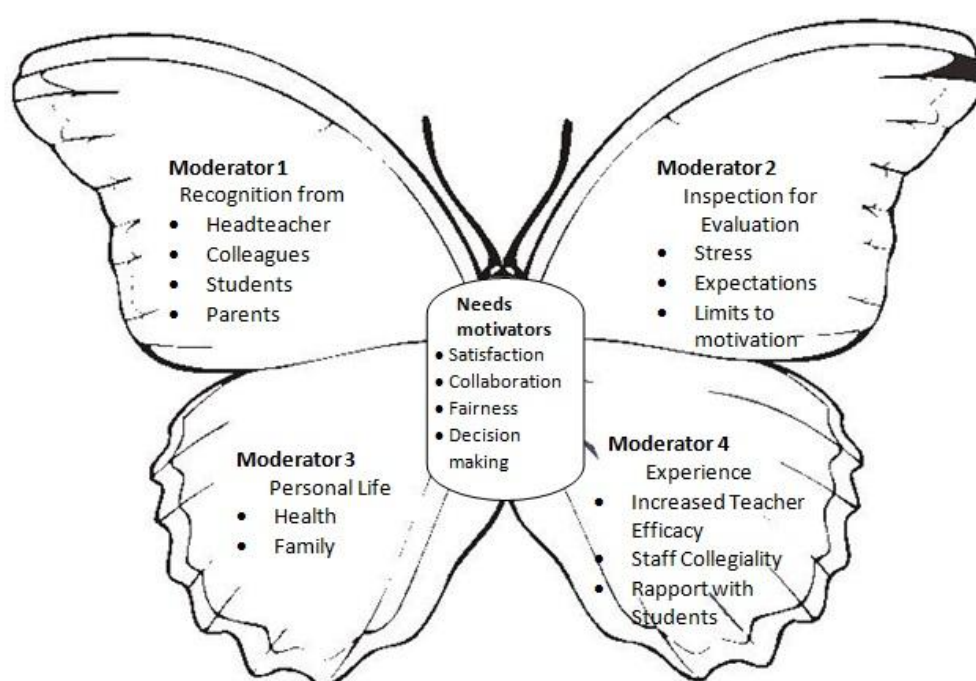 Moderator 1
Recognition from
• Headteacher
• Colleagues
• Students
• Parents
Moderator 2
Inspection for
Evaluation
• Stress
• Expectations
• Limits to
motivation
Needs
motivators
• Satisfaction
• Collaboration
• Fairness
• Decision
making
Moderator 3
Personal Life
• Health
• Family
Moderator 4
Experience
• Increased Teacher
Efficacy
• Staff Collegiality
• Rapport with
Students